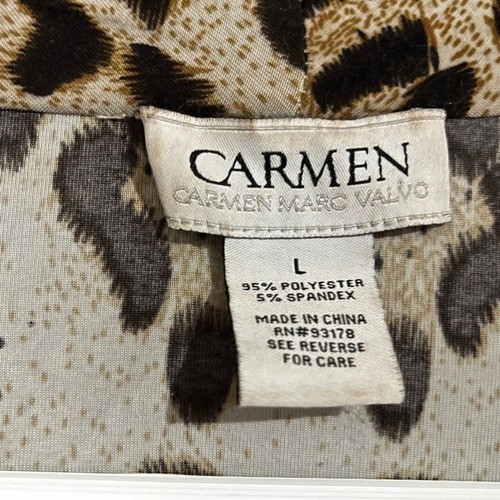 CARMEN
CARMEN MARC VALVO
L
95% POLYESTER
5% SPANDEX
MADE IN CHINA
RN#93178
SEE REVERSE
FOR CARE